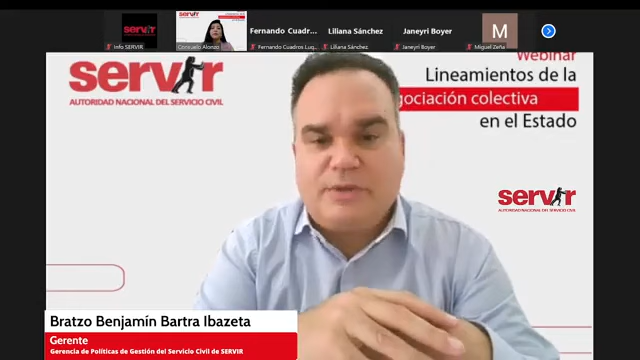 servir
Info SERVIR
Consuelo Alonzo
Fernando Cuadr...
Fernando Cuadros Luq...
Liliana Sánchez
Liliana Sánchez
Janeyri Boyer
Janeyri Boyer
M
Miguel Zeña
servir
AUTORIDAD NACIONAL DEL SERVICIO CIVIL
Webinar
Lineamientos de la
gociación colectiva
en el Estado
servir
AUTORIDAD NACIONAL DEL SERVICIO CIVIL
Bratzo Benjamín Bartra Ibazeta
Gerente
Gerencia de Políticas de Gestión del Servicio Civil de SERVIR